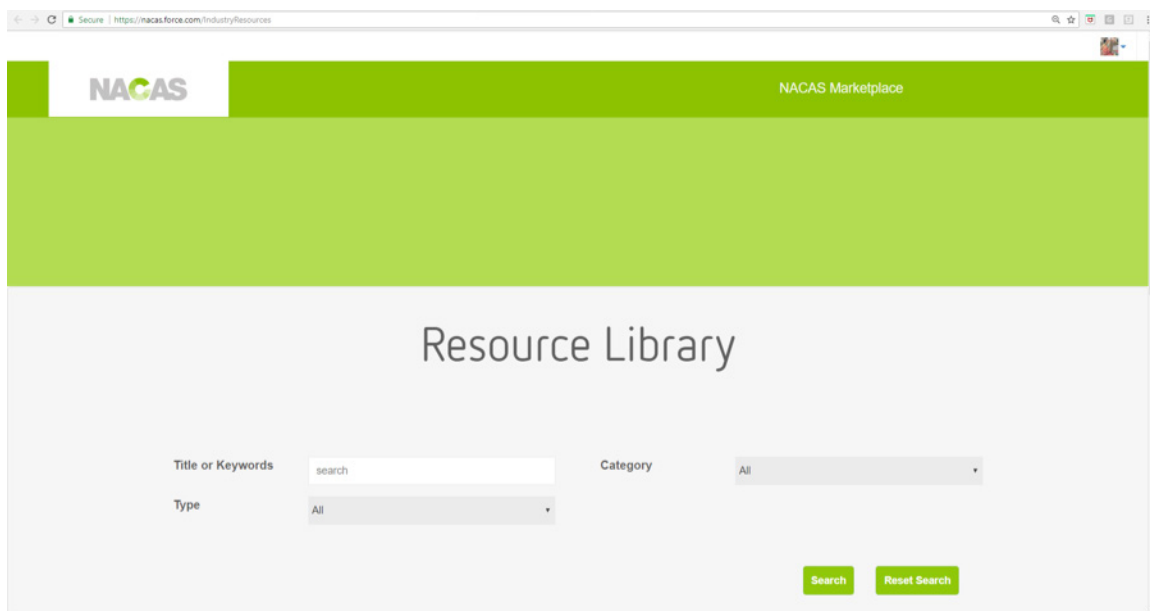 Secure | https://nacas.force.com/IndustryResources
NACAS
NACAS Marketplace
Resource Library
Title or Keywords
search
Category
All
Type
All
Search
Reset Search